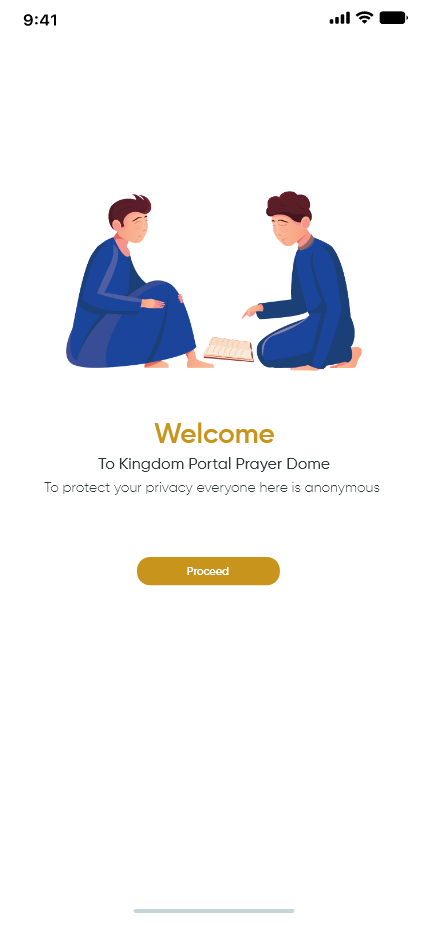 9:41
Welcome
To Kingdom Portal Prayer Dome
To protect your privacy everyone here is anonymous
Proceed